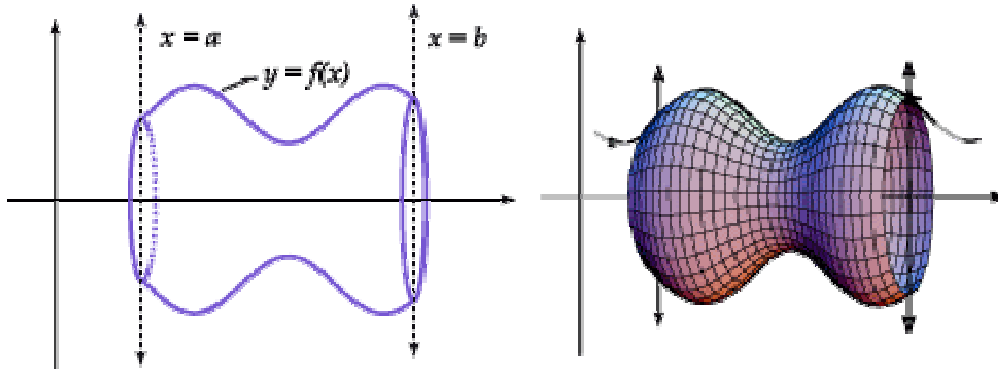 x = a
x = b
y = f(x)